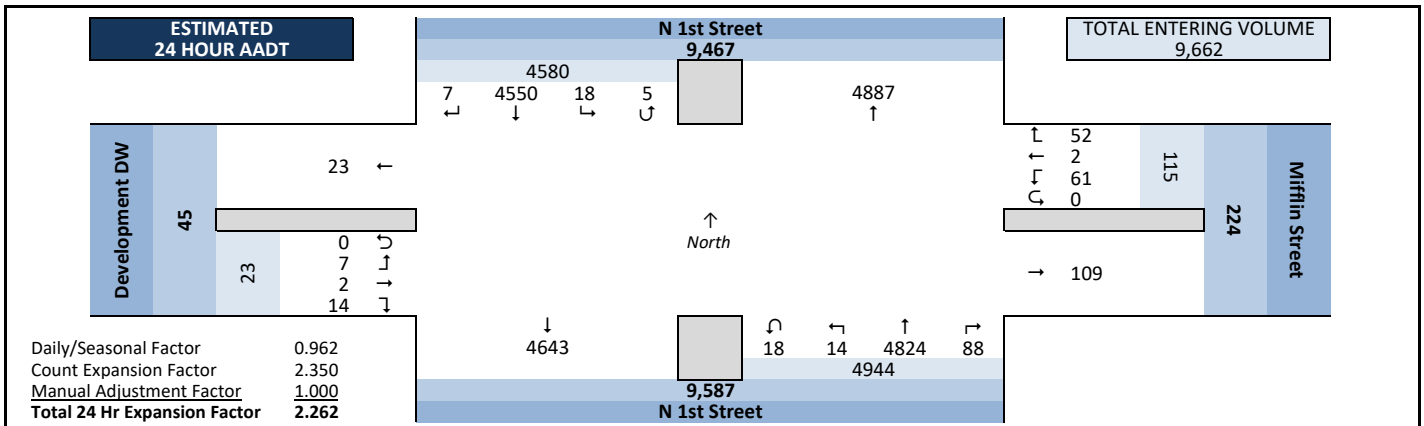 ESTIMATED
24 HOUR AADT
N 1st Street
9,467
TOTAL ENTERING VOLUME
9,662
4580
7 4550 18 5
↵ ↓ ↳ ↺
4887
↑
Development DW
45
23 ←
23
0
7
2 →
14
↑
North
52
← 2
61
0
115
224
Mifflin Street
→ 109
↓
4643
↑
18 14 4824 88
4944
9,587
N 1st Street
Daily/Seasonal Factor 0.962
Count Expansion Factor 2.350
Manual Adjustment Factor 1.000
Total 24 Hr Expansion Factor 2.262